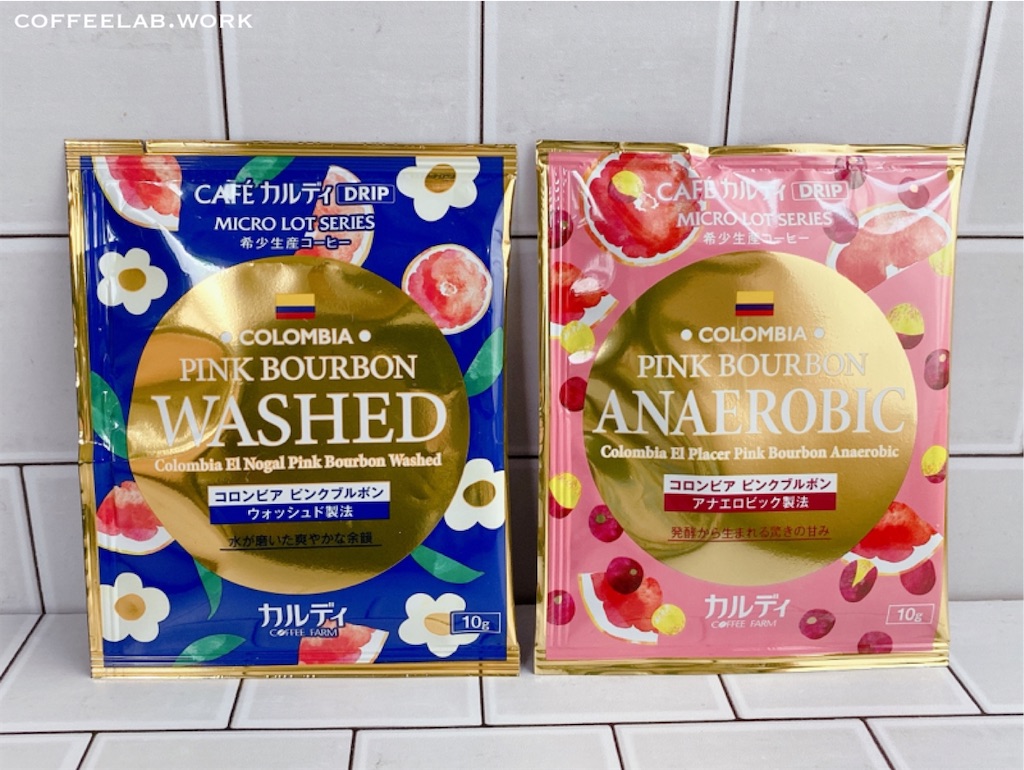 COFFEELAB.WORK
CAFÉ カルディ DRIP
MICRO LOT SERIES
希少生産コーヒー
• COLOMBIA •
PINK BOURBON
WASHED
Colombia El Nogal Pink Bourbon Washed
コロンビア ピンクブルボン
ウォッシュド製法
水が磨いた爽やかな余韻
カルディ
COFFEE FARM
10g
CAFÉ カルディ DRIP
MICRO LOT SERIES
希少生産コーヒー
• COLOMBIA •
PINK BOURBON
ANAEROBIC
Colombia El Placer Pink Bourbon Anaerobic
コロンビア ピンクブルボン
アナエロビック製法
発酵から生まれる驚きの甘み
カルディ
COFFEE FARM
10g